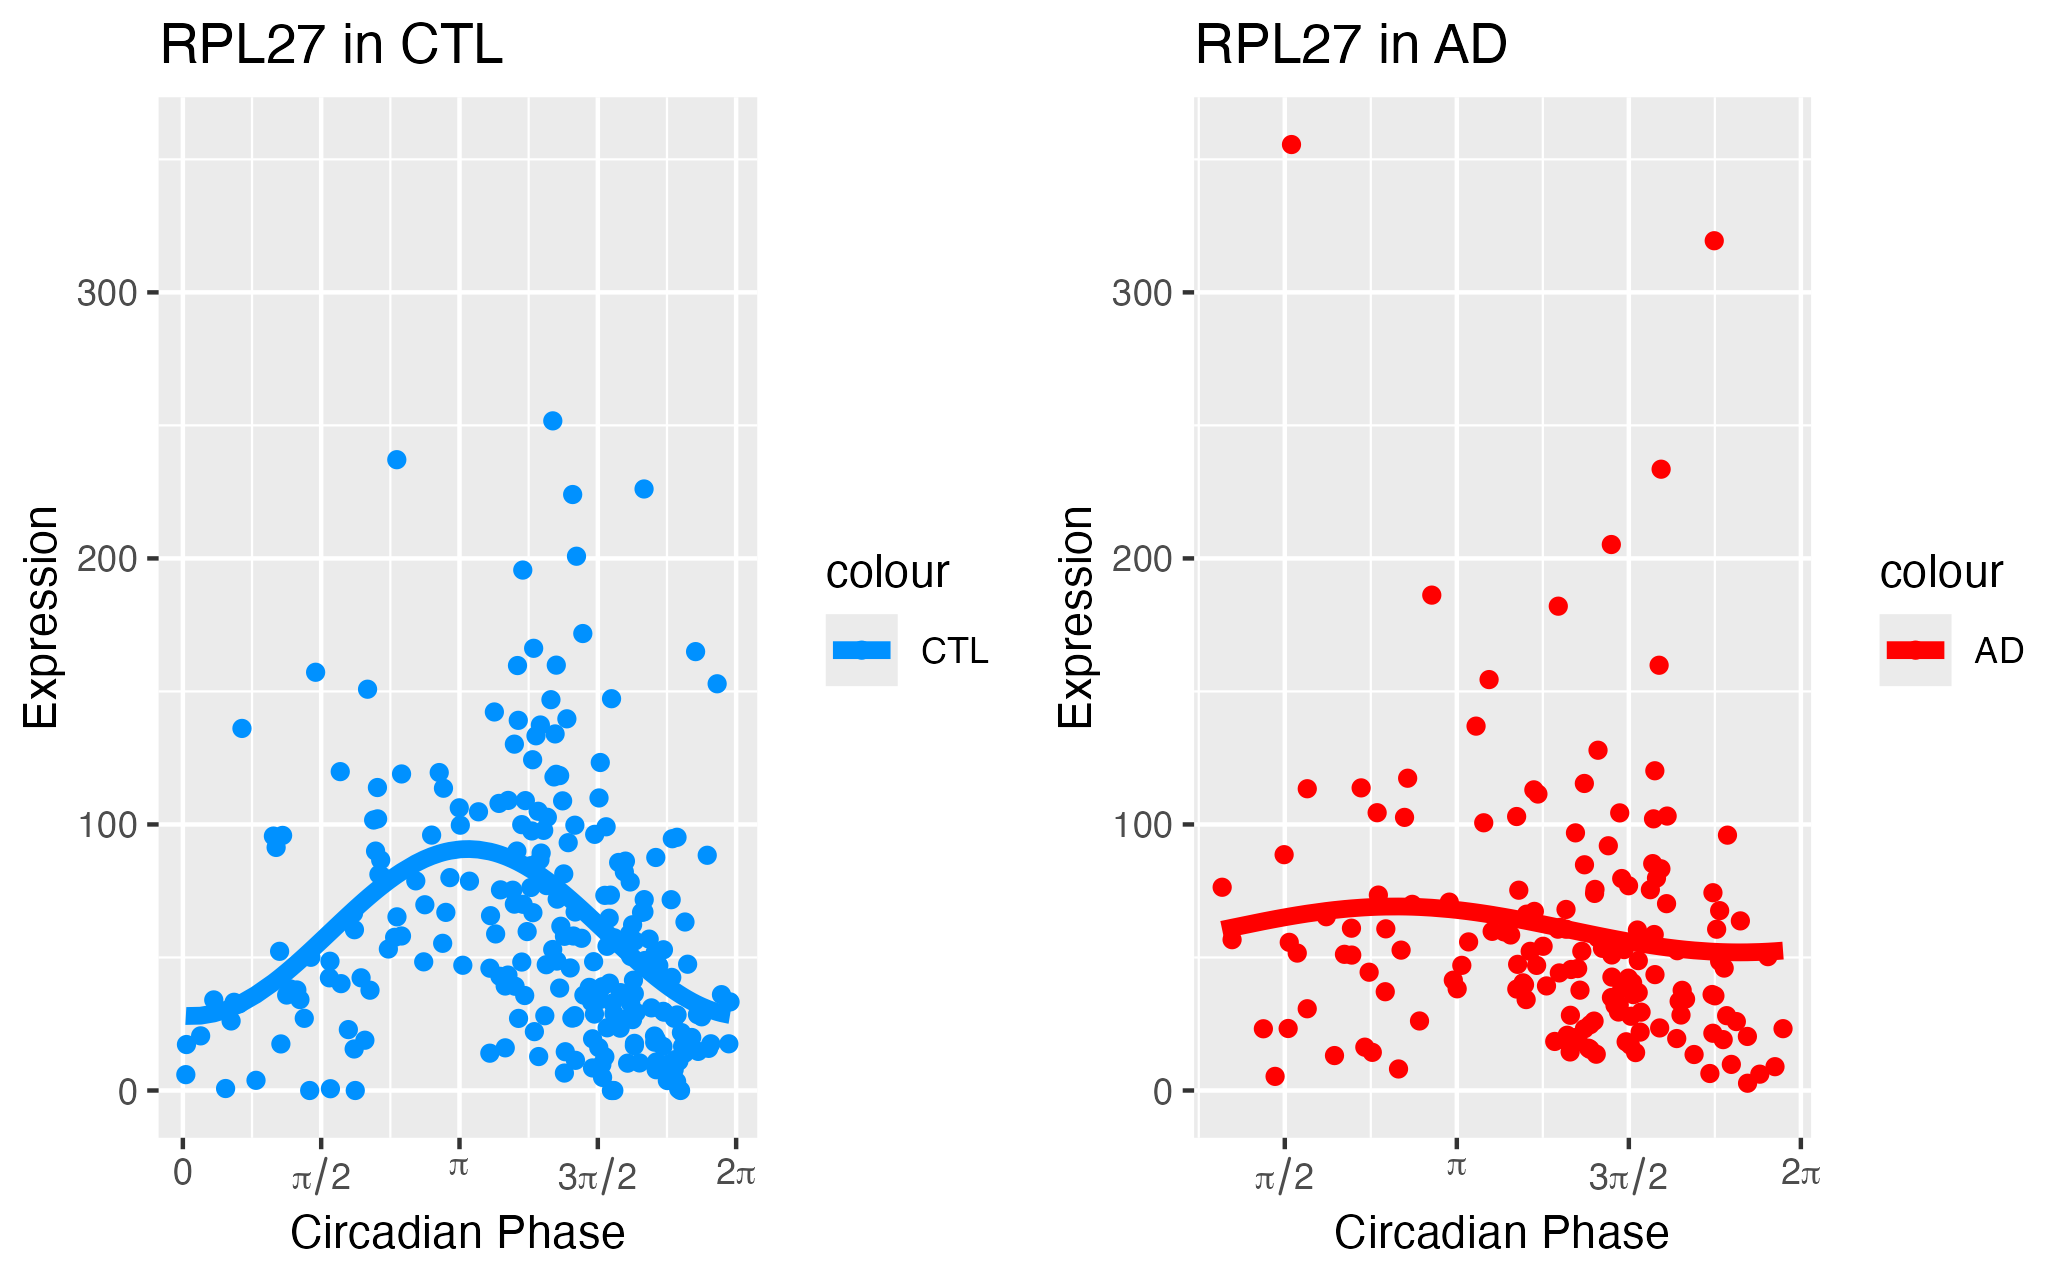 RPL27 in CTL
Expression
300
200
100
0
0 π/2 π 3π/2 2π
Circadian Phase
colour
CTL
RPL27 in AD
Expression
300
200
100
0
π/2 π 3π/2 2π
Circadian Phase
colour
AD